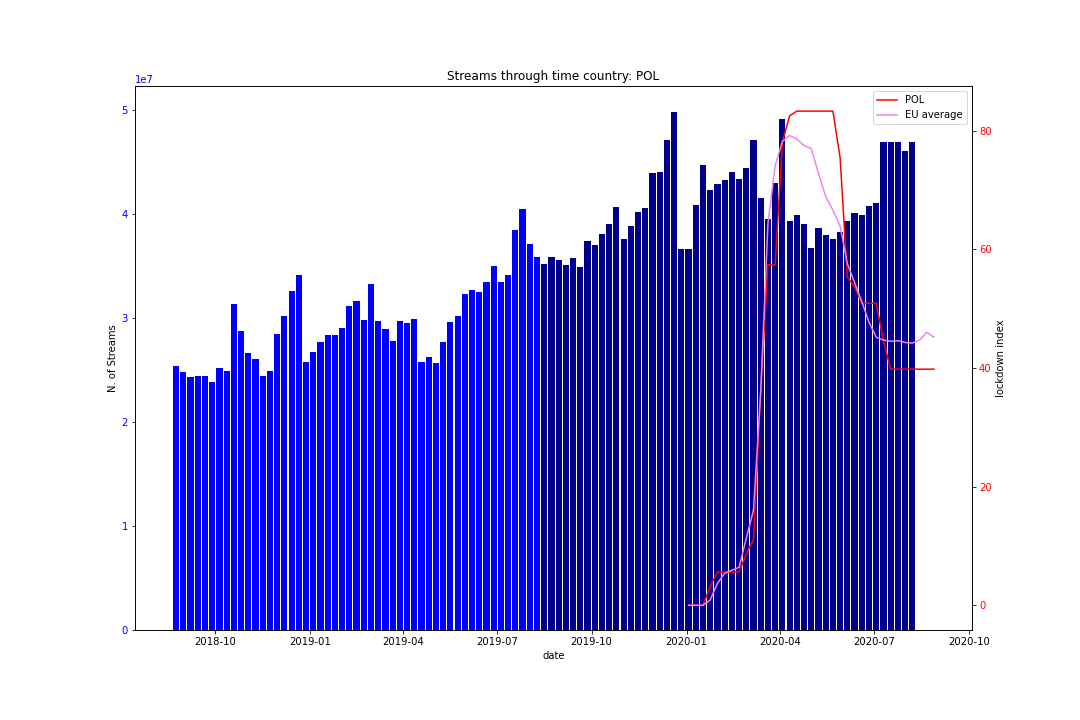 Streams through time country: POL
1e7
5
4
3
2
1
0
N. of Streams
2018-10
2019-01
2019-04
2019-07
2019-10
2020-01
2020-04
2020-07
2020-10
date
80
60
40
20
0
lockdown index
POL
EU average